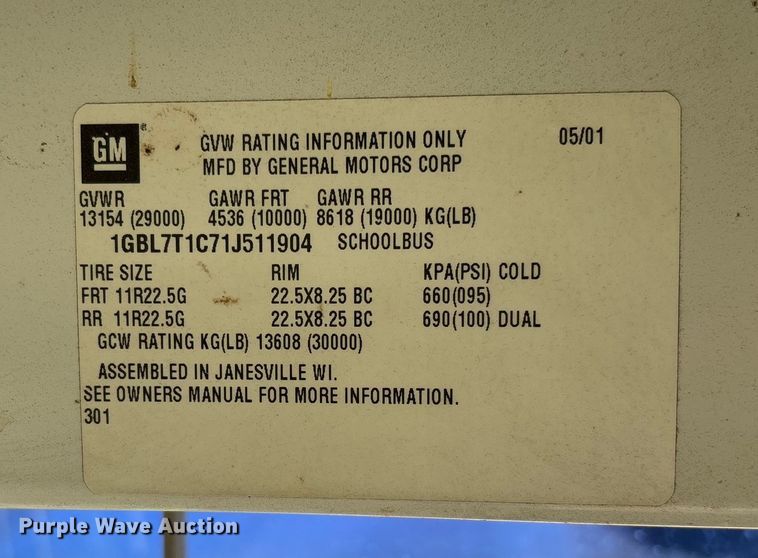 GM ® GVW RATING INFORMATION ONLY 05/01
MFD BY GENERAL MOTORS CORP
GVWR GAWR FRT GAWR RR
13154 (29000) 4536 (10000) 8618 (19000) KG(LB)
1GBL7T1C71J511904 SCHOOLBUS
TIRE SIZE RIM KPA(PSI) COLD
FRT 11R22.5G 22.5X8.25 BC 660(095)
RR 11R22.5G 22.5X8.25 BC 690(100) DUAL
GCW RATING KG(LB) 13608 (30000)
ASSEMBLED IN JANESVILLE WI.
SEE OWNERS MANUAL FOR MORE INFORMATION.
301
Purple Wave Auction